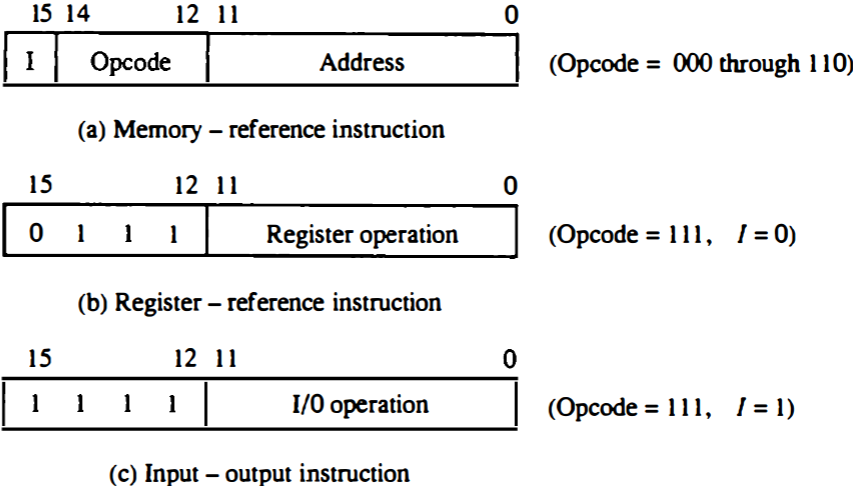 15 14 12 11 0
I Opcode Address (Opcode = 000 through 110)
(a) Memory – reference instruction
15 12 11 0
0 1 1 1 Register operation (Opcode = 111, I = 0)
(b) Register – reference instruction
15 12 11 0
1 1 1 1 I/0 operation (Opcode = 111, I = 1)
(c) Input – output instruction